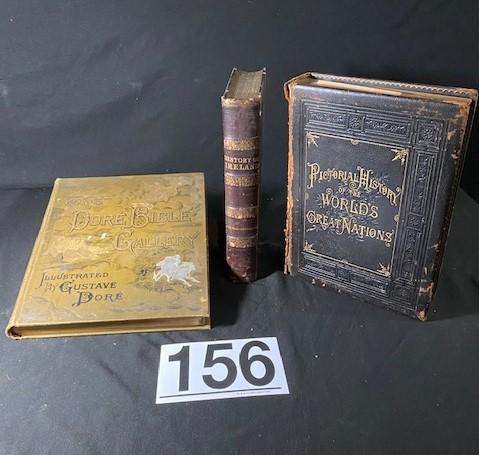 THE
DORÉ BIBLE
GALLERY
ILLUSTRATED
BY GUSTAVE
DORÉ
HISTORY OF
IRELAND
PICTORIAL HISTORY
OF THE
WORLD'S
GREAT NATIONS
156